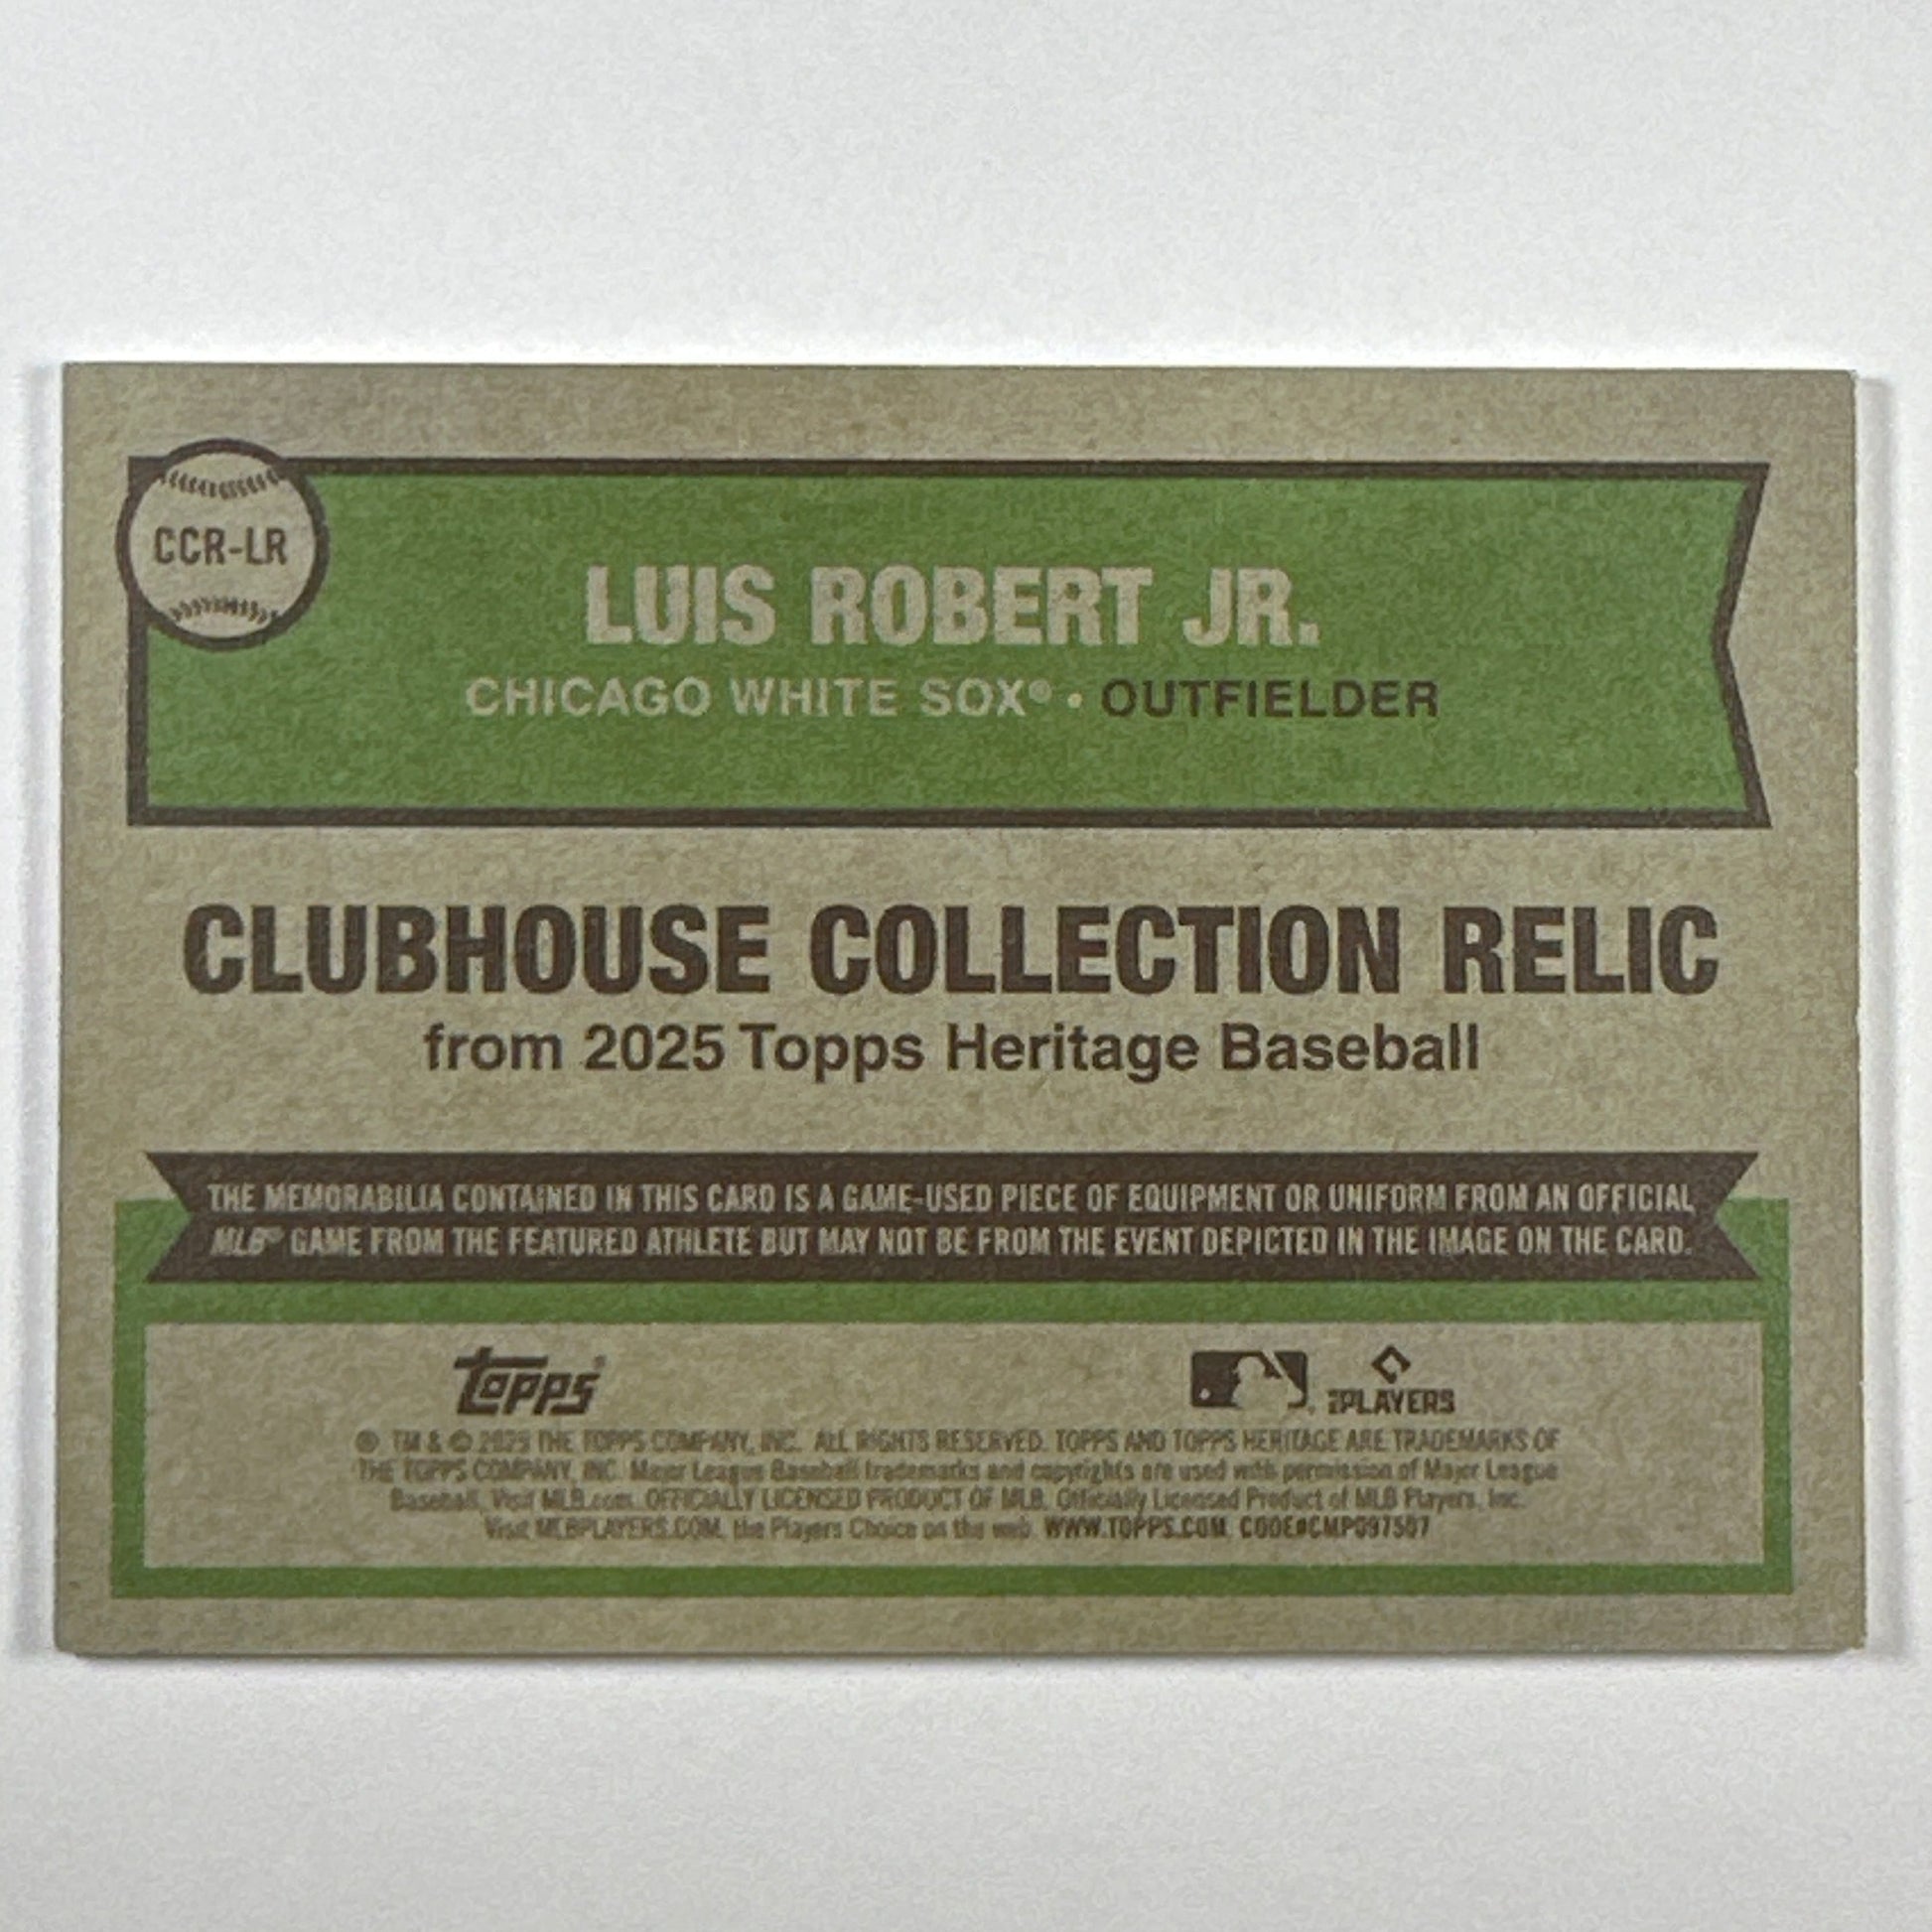 CCR-LR
LUIS ROBERT JR.
CHICAGO WHITE SOX® • OUTFIELDER
CLUBHOUSE COLLECTION RELIC
from 2025 Topps Heritage Baseball
THE MEMORABILIA CONTAINED IN THIS CARD IS A GAME-USED PIECE OF EQUIPMENT OR UNIFORM FROM AN OFFICIAL
MLB® GAME FROM THE FEATURED ATHLETE BUT MAY NOT BE FROM THE EVENT DEPICTED IN THE IMAGE ON THE CARD.
Topps®
PLAYERS
® TM & © 2025 THE TOPPS COMPANY, INC. ALL RIGHTS RESERVED. TOPPS AND TOPPS HERITAGE ARE TRADEMARKS OF
THE TOPPS COMPANY, INC. Major League Baseball trademarks and copyrights are used with permission of Major League
Baseball. Visit MLB.com. OFFICIALLY LICENSED PRODUCT OF MLB. Officially Licensed Product of MLB Players, Inc.
Visit MLBPLAYERS.COM, the Players Choice on the web. WWW.TOPPS.COM CODE#CMP097507